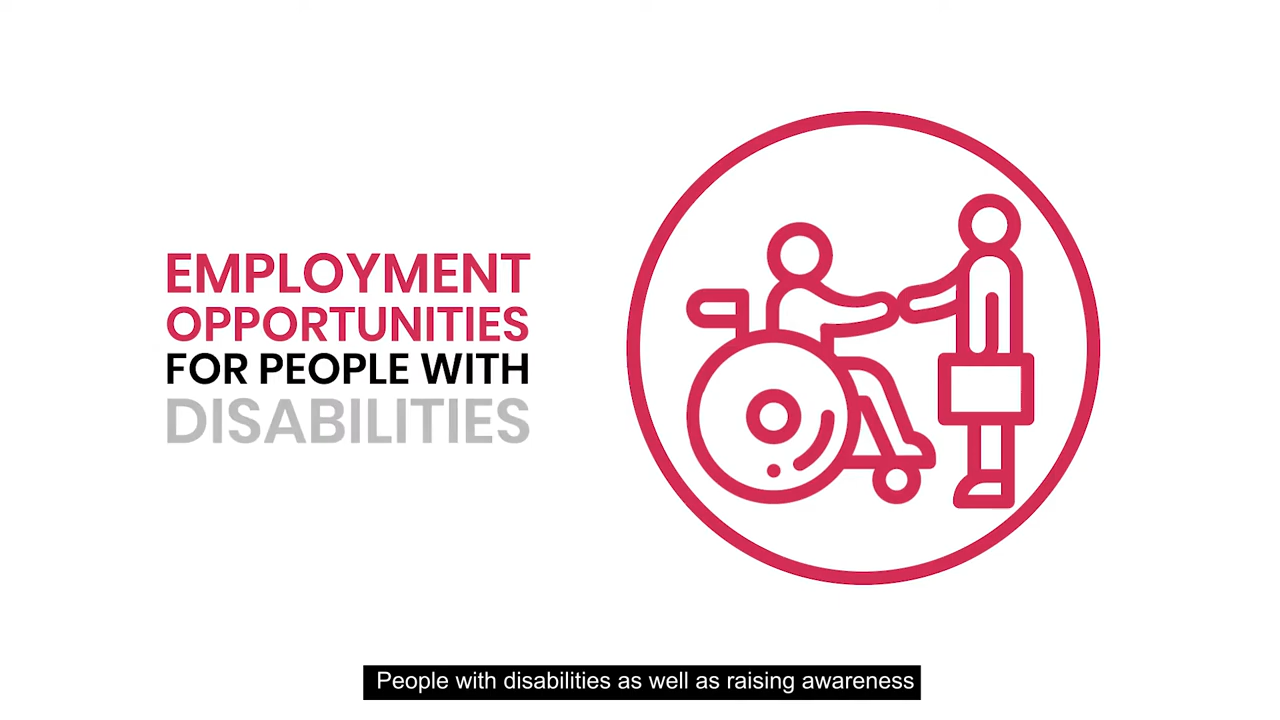 EMPLOYMENT
OPPORTUNITIES
FOR PEOPLE WITH
DISABILITIES
People with disabilities as well as raising awareness